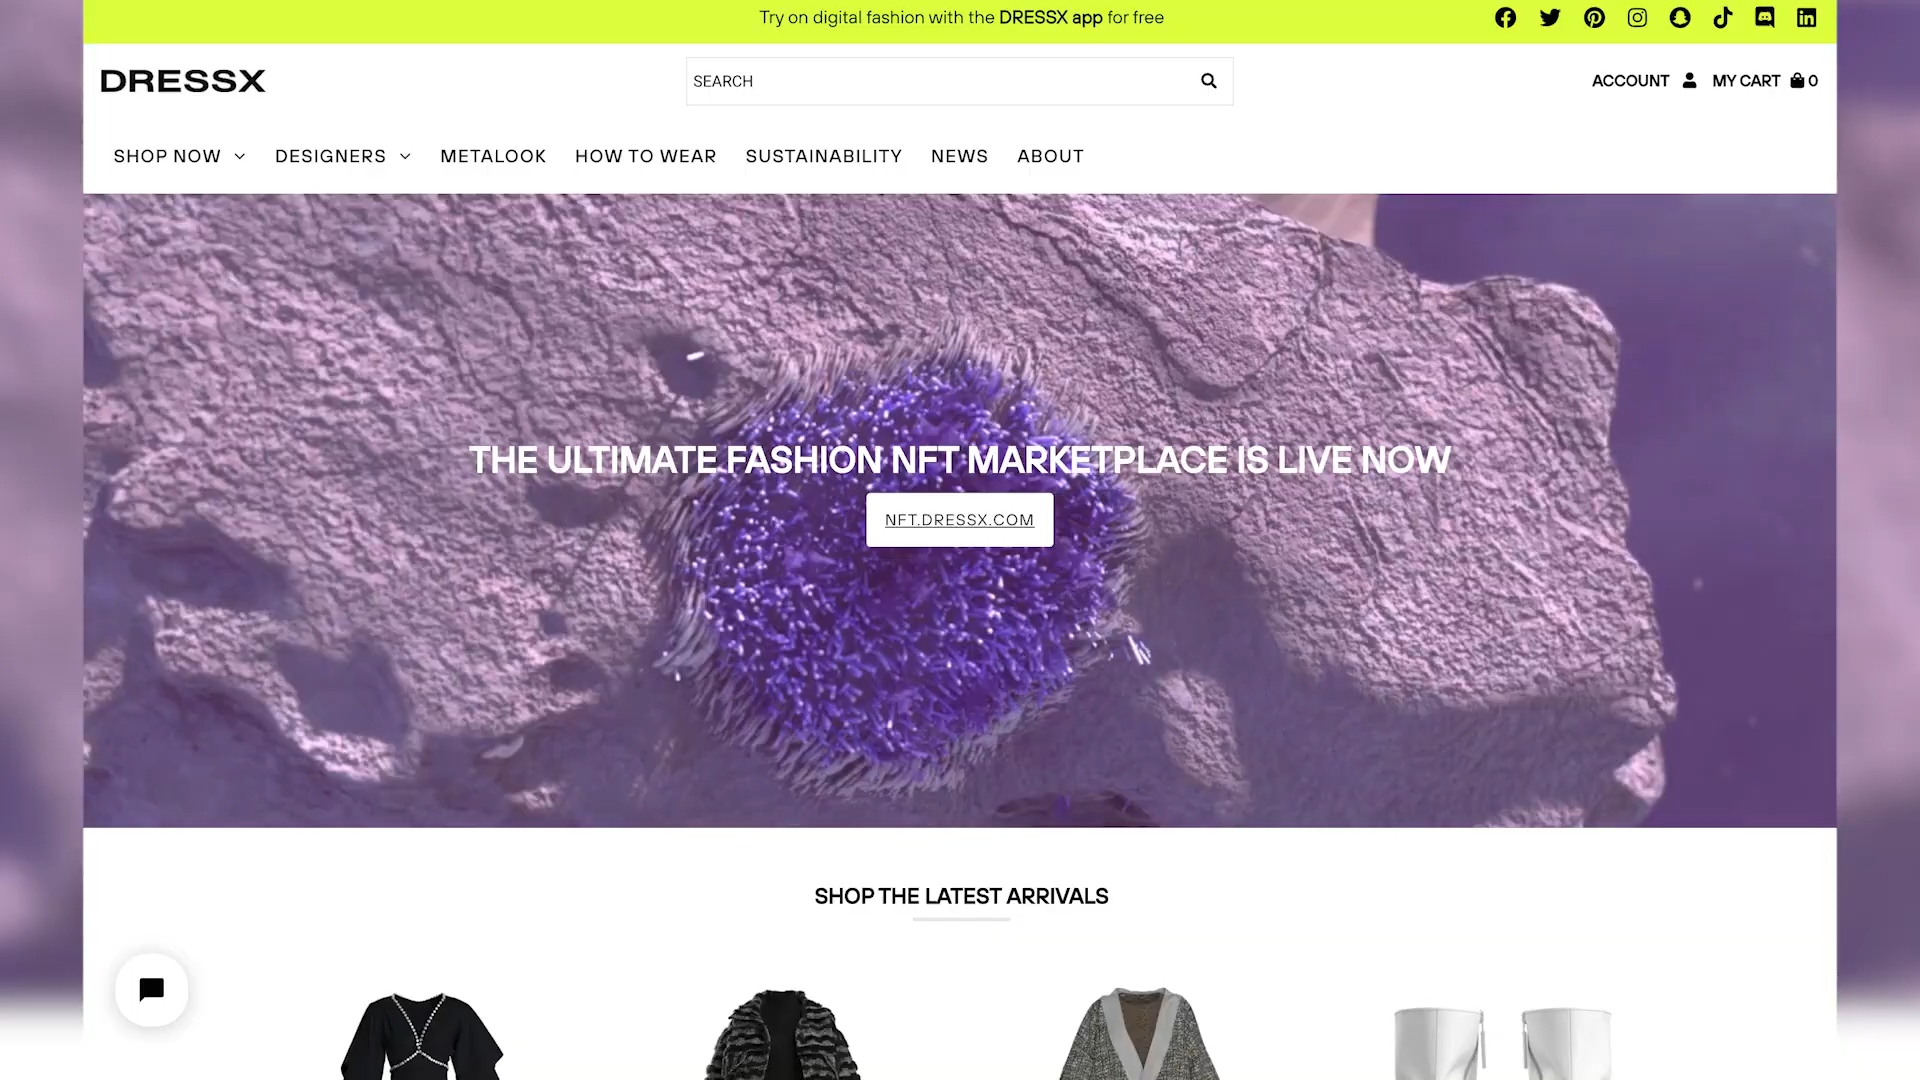 Try on digital fashion with the DRESSX app for free
DRESSX
SEARCH
ACCOUNT
MY CART 0
SHOP NOW
DESIGNERS
METALOOK
HOW TO WEAR
SUSTAINABILITY
NEWS
ABOUT
THE ULTIMATE FASHION NFT MARKETPLACE IS LIVE NOW
NFT.DRESSX.COM
SHOP THE LATEST ARRIVALS